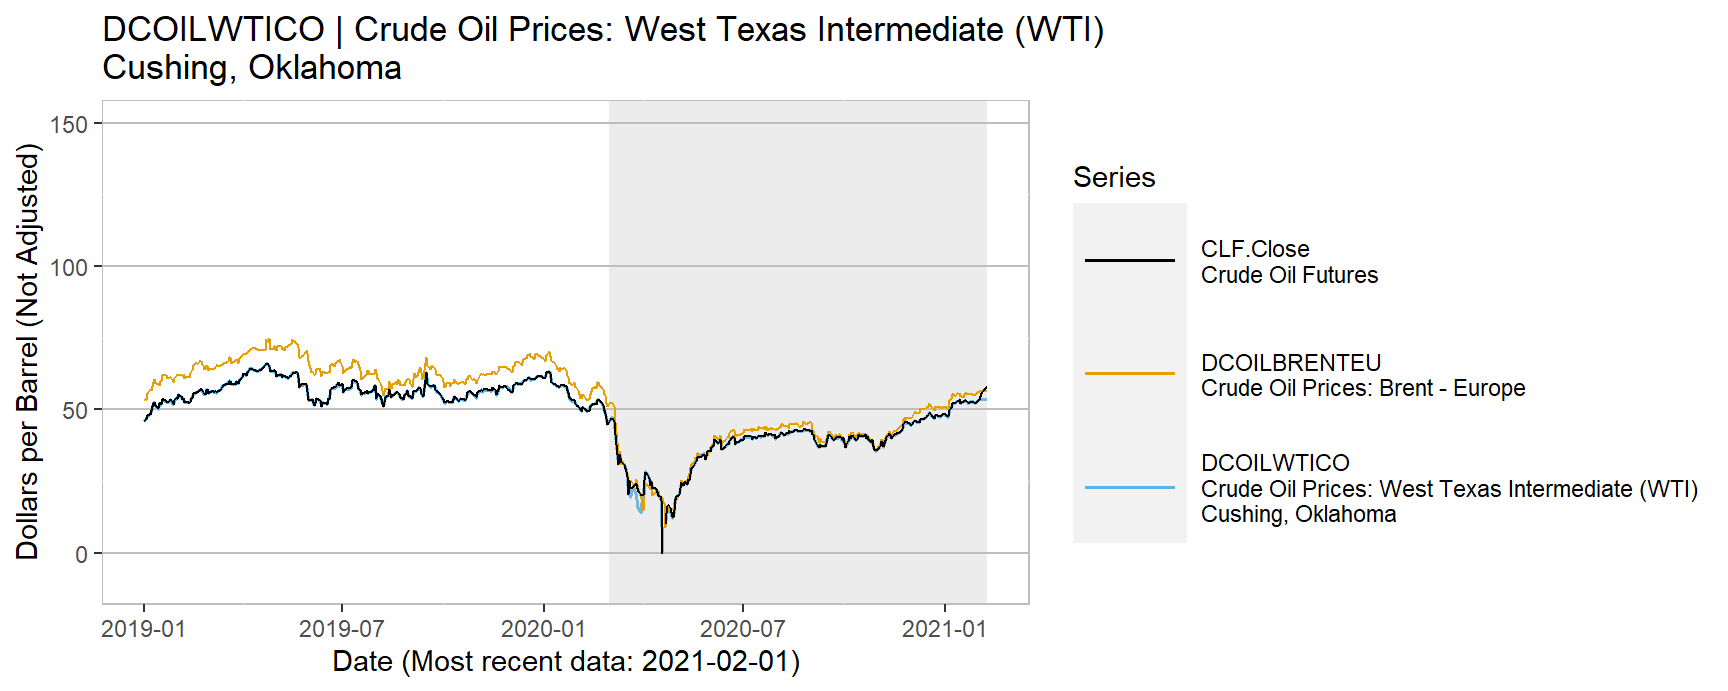 DCOILWTICO | Crude Oil Prices: West Texas Intermediate (WTI)
Cushing, Oklahoma
Dollars per Barrel (Not Adjusted)
150
100
50
0
2019-01
2019-07
2020-01
2020-07
2021-01
Date (Most recent data: 2021-02-01)
Series
CLF.Close
Crude Oil Futures
DCOILBRENTEU
Crude Oil Prices: Brent - Europe
DCOILWTICO
Crude Oil Prices: West Texas Intermediate (WTI)
Cushing, Oklahoma